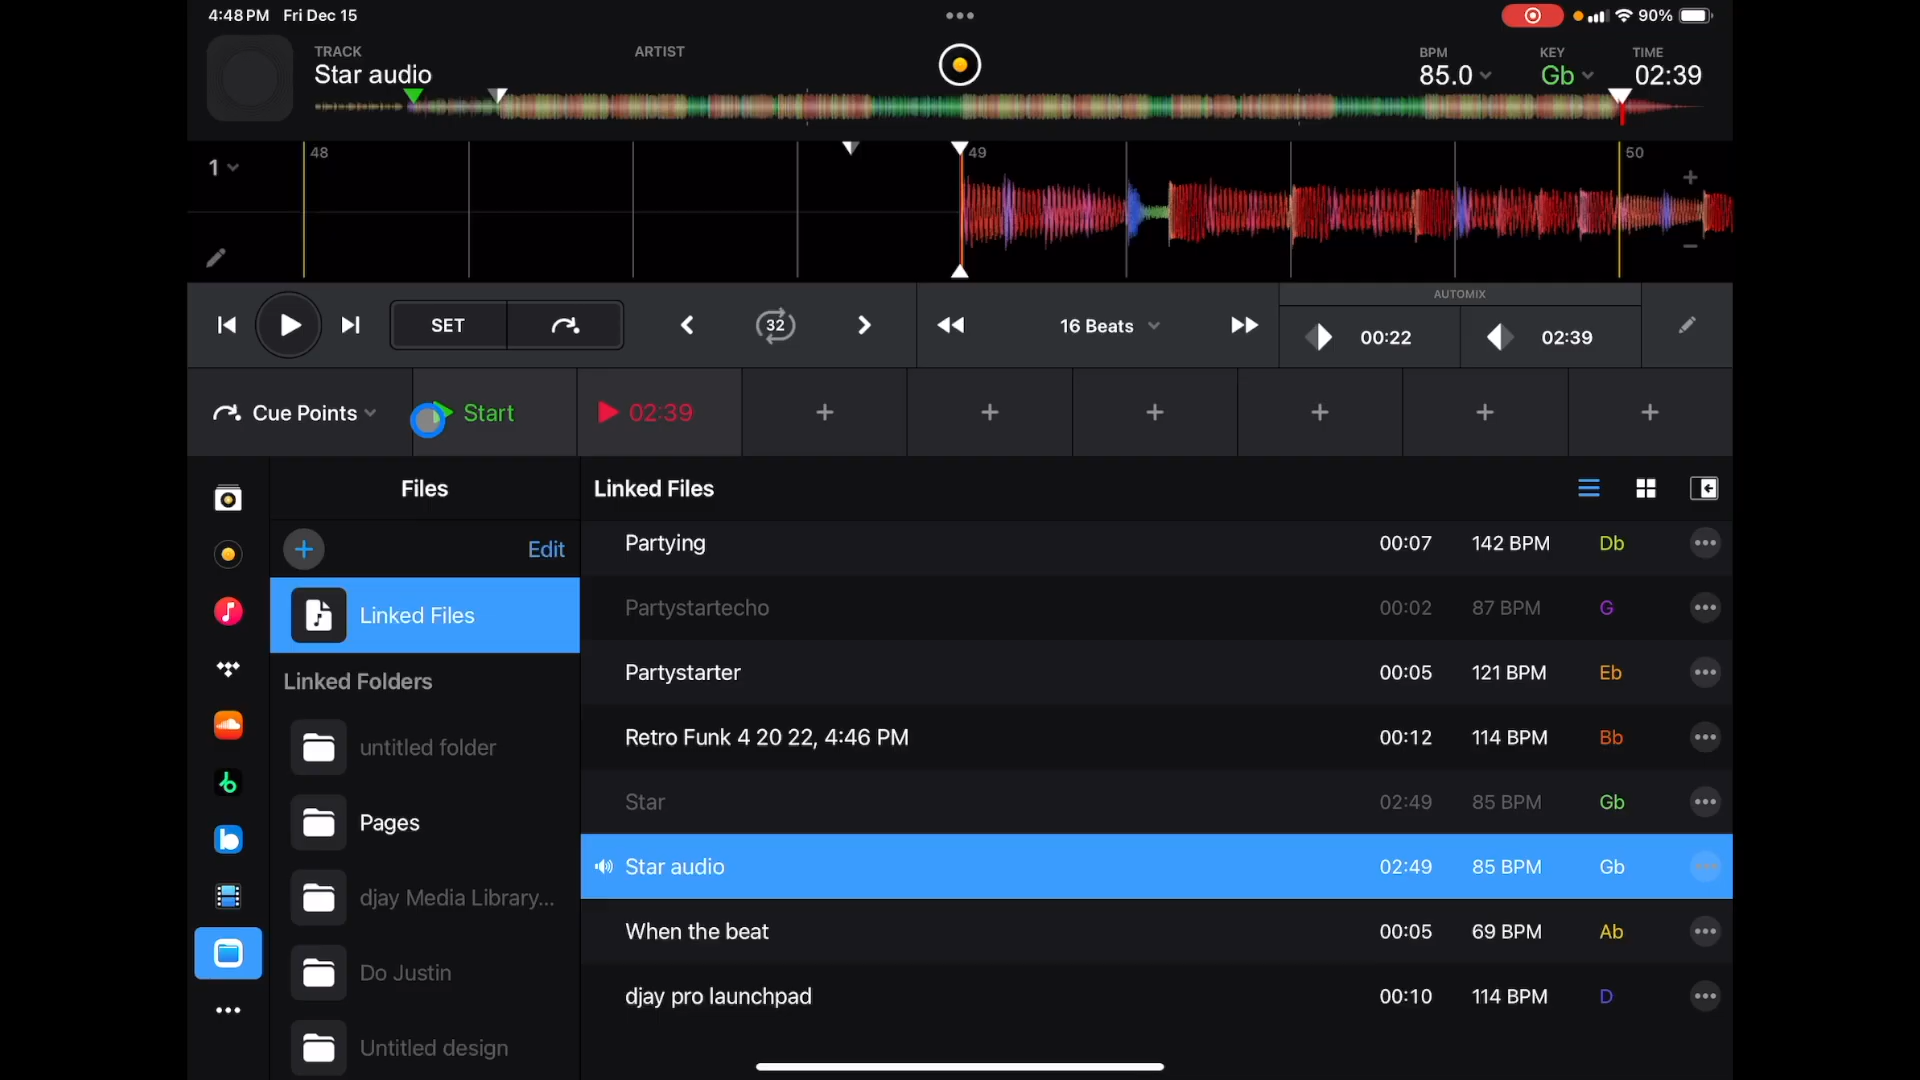 4:48 PM Fri Dec 15
90%
TRACK
Star audio
ARTIST
BPM
85.0
KEY
Gb
TIME
02:39
1
48
49
50
SET
32
16 Beats
AUTOMIX
00:22
02:39
Cue Points
Start
02:39
Files
Linked Files
Edit
Linked Files
Linked Folders
untitled folder
Pages
djay Media Library...
Do Justin
Untitled design
Partying 00:07 142 BPM Db
Partystartecho 00:02 87 BPM G
Partystarter 00:05 121 BPM Eb
Retro Funk 4 20 22, 4:46 PM 00:12 114 BPM Bb
Star 02:49 85 BPM Gb
Star audio 02:49 85 BPM Gb
When the beat 00:05 69 BPM Ab
djay pro launchpad 00:10 114 BPM D